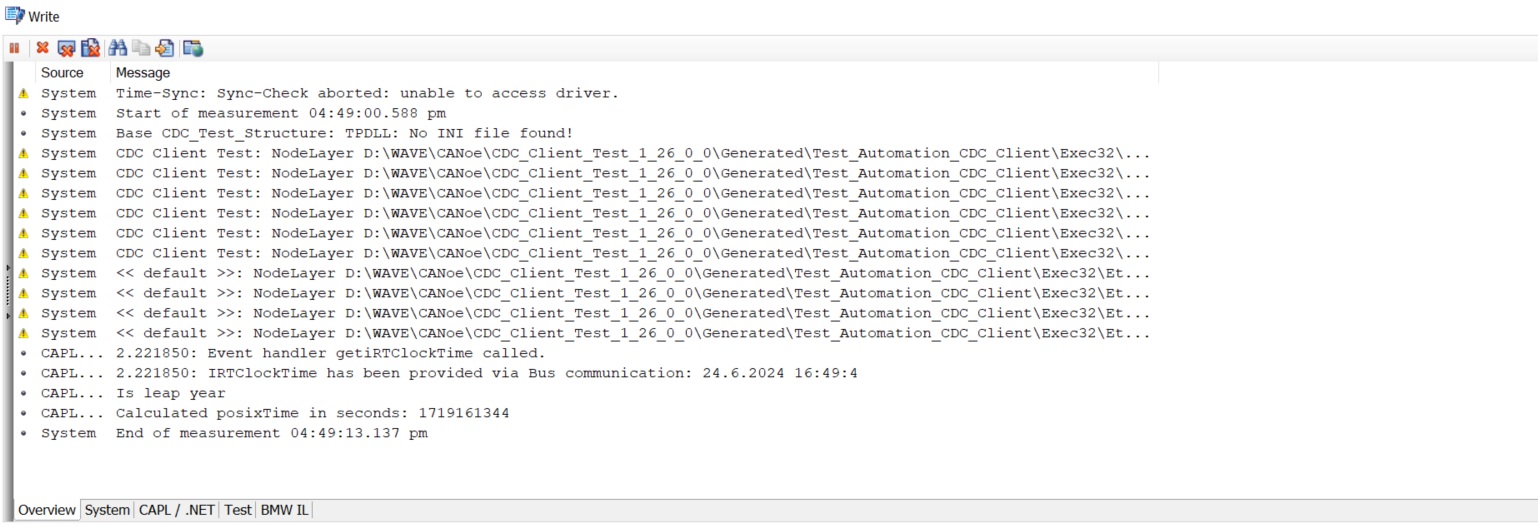 Write
Source Message
System Time-Sync: Sync-Check aborted: unable to access driver.
System Start of measurement 04:49:00.588 pm
System Base CDC_Test_Structure: TPDLL: No INI file found!
System CDC Client Test: NodeLayer D:\WAVE\CANoe\CDC_Client_Test_1_26_0_0\Generated\Test_Automation_CDC_Client\Exec32\...
System CDC Client Test: NodeLayer D:\WAVE\CANoe\CDC_Client_Test_1_26_0_0\Generated\Test_Automation_CDC_Client\Exec32\...
System CDC Client Test: NodeLayer D:\WAVE\CANoe\CDC_Client_Test_1_26_0_0\Generated\Test_Automation_CDC_Client\Exec32\...
System CDC Client Test: NodeLayer D:\WAVE\CANoe\CDC_Client_Test_1_26_0_0\Generated\Test_Automation_CDC_Client\Exec32\...
System CDC Client Test: NodeLayer D:\WAVE\CANoe\CDC_Client_Test_1_26_0_0\Generated\Test_Automation_CDC_Client\Exec32\...
System CDC Client Test: NodeLayer D:\WAVE\CANoe\CDC_Client_Test_1_26_0_0\Generated\Test_Automation_CDC_Client\Exec32\...
System << default >>: NodeLayer D:\WAVE\CANoe\CDC_Client_Test_1_26_0_0\Generated\Test_Automation_CDC_Client\Exec32\Et...
System << default >>: NodeLayer D:\WAVE\CANoe\CDC_Client_Test_1_26_0_0\Generated\Test_Automation_CDC_Client\Exec32\Et...
System << default >>: NodeLayer D:\WAVE\CANoe\CDC_Client_Test_1_26_0_0\Generated\Test_Automation_CDC_Client\Exec32\Et...
System << default >>: NodeLayer D:\WAVE\CANoe\CDC_Client_Test_1_26_0_0\Generated\Test_Automation_CDC_Client\Exec32\Et...
CAPL... 2.221850: Event handler getiRTClockTime called.
CAPL... 2.221850: IRTClockTime has been provided via Bus communication: 24.6.2024 16:49:4
CAPL... Is leap year
CAPL... Calculated posixTime in seconds: 1719161344
System End of measurement 04:49:13.137 pm
Overview System CAPL / .NET Test BMW IL